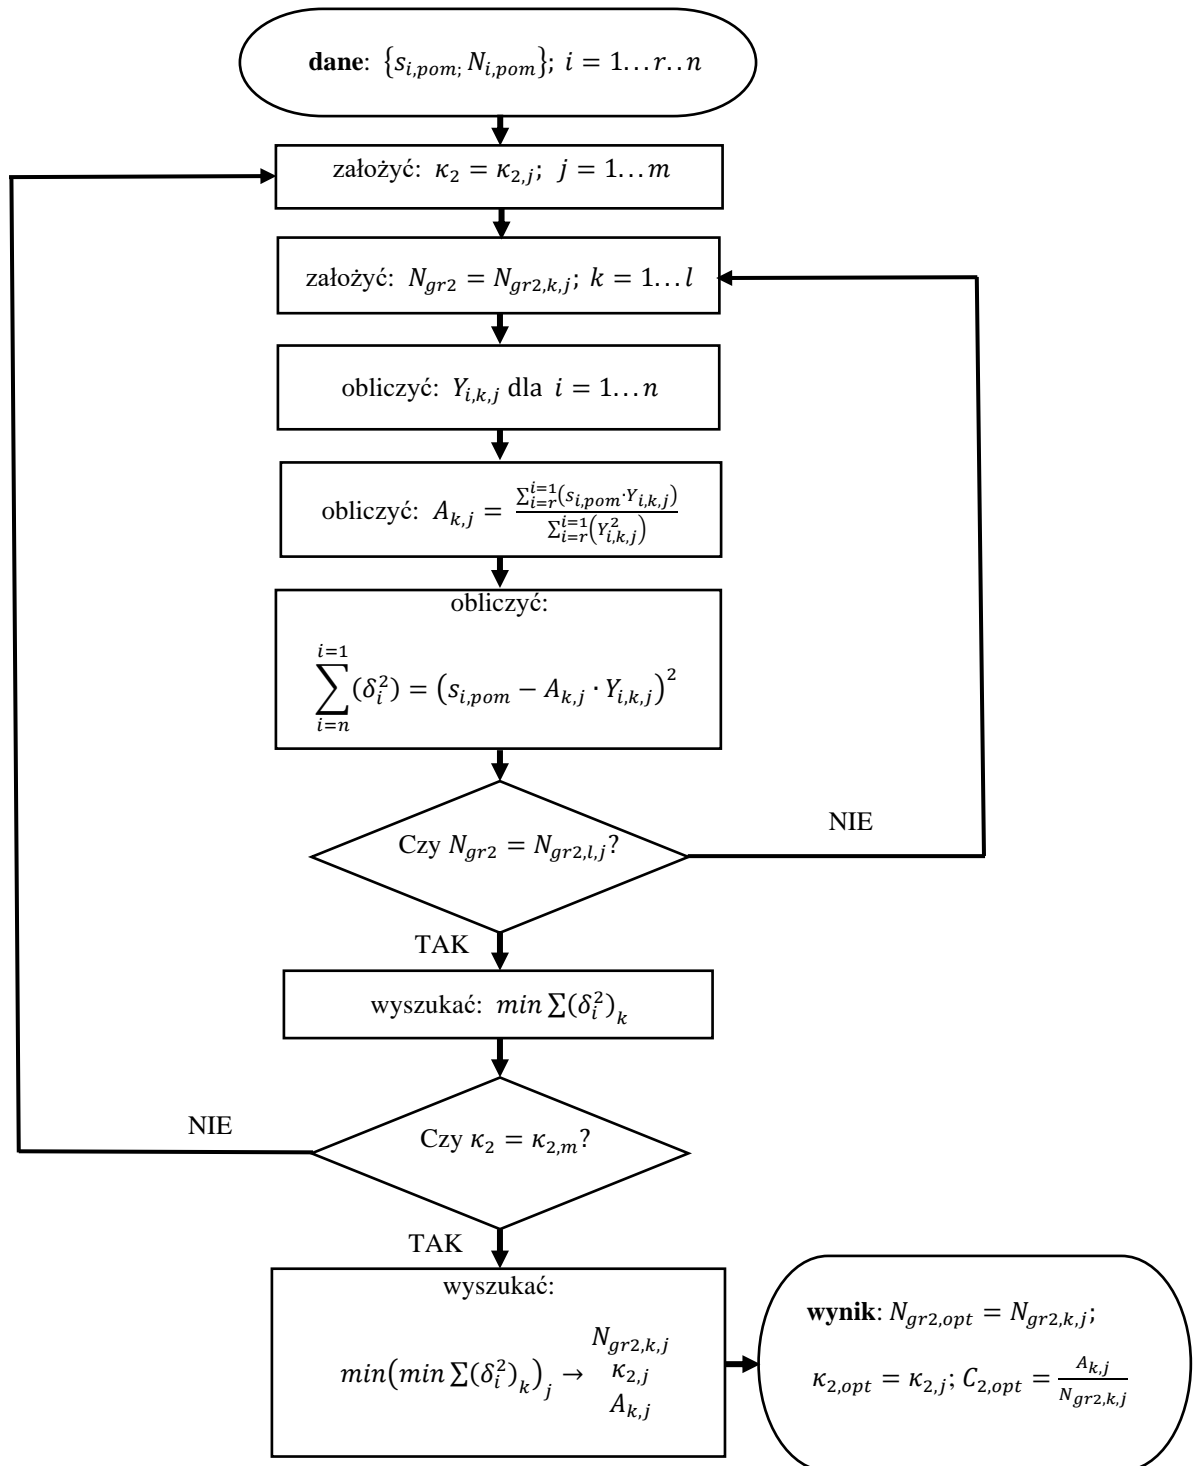 dane: {s_{i,pom;} N_{i,pom}}; i = 1…r..n
założyć: κ_2 = κ_{2,j}; j = 1…m
założyć: N_{gr2} = N_{gr2,k,j}; k = 1…l
obliczyć: Y_{i,k,j} dla i = 1…n
obliczyć: A_{k,j} = \frac{∑_{i=r}^{i=1}(s_{i,pom}·Y_{i,k,j})}{∑_{i=r}^{i=1}(Y_{i,k,j}^2)}
obliczyć:
∑_{i=n}^{i=1}(δ_i^2) = (s_{i,pom} − A_{k,j} · Y_{i,k,j})^2
Czy N_{gr2} = N_{gr2,l,j}?
NIE
TAK
wyszukać: min ∑(δ_i^2)_k
Czy κ_2 = κ_{2,m}?
NIE
TAK
wyszukać:
min(min ∑(δ_i^2)_k)_j → N_{gr2,k,j} κ_{2,j} A_{k,j}
wynik: N_{gr2,opt} = N_{gr2,k,j};
κ_{2,opt} = κ_{2,j}; C_{2,opt} = \frac{A_{k,j}}{N_{gr2,k,j}}